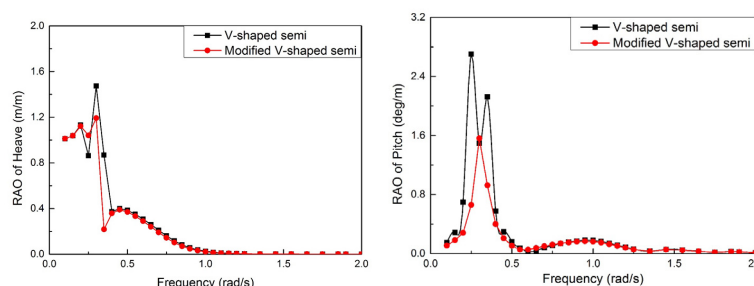 V-shaped semi
Modified V-shaped semi
RAO of Heave (m/m)
1.6
1.2
0.8
0.4
0.0
0.0
0.5
1.0
1.5
2.0
Frequency (rad/s)
V-shaped semi
Modified V-shaped semi
RAO of Pitch (deg/m)
3.2
2.4
1.6
0.8
0.0
0.0
0.5
1.0
1.5
2.0
Frequency (rad/s)